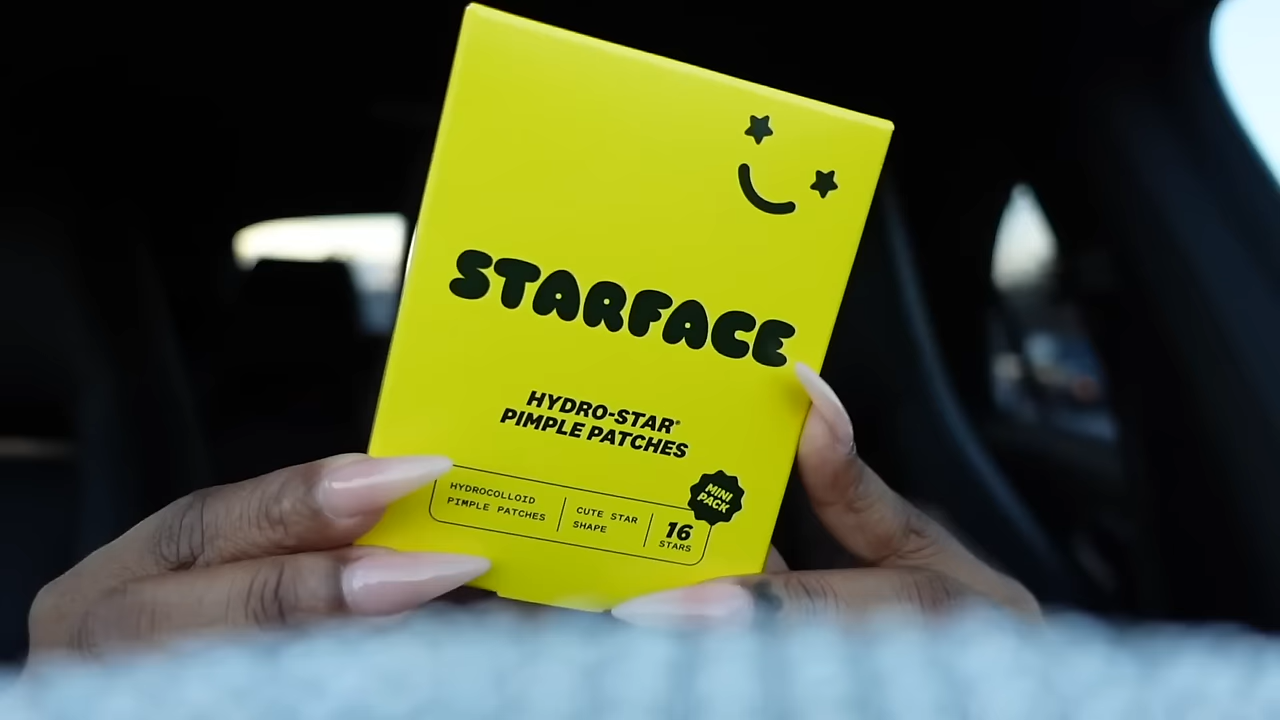 STARFACE
HYDRO-STAR®
PIMPLE PATCHES
MINI
PACK
HYDROCOLLOID
PIMPLE PATCHES
CUTE STAR
SHAPE
16
STARS